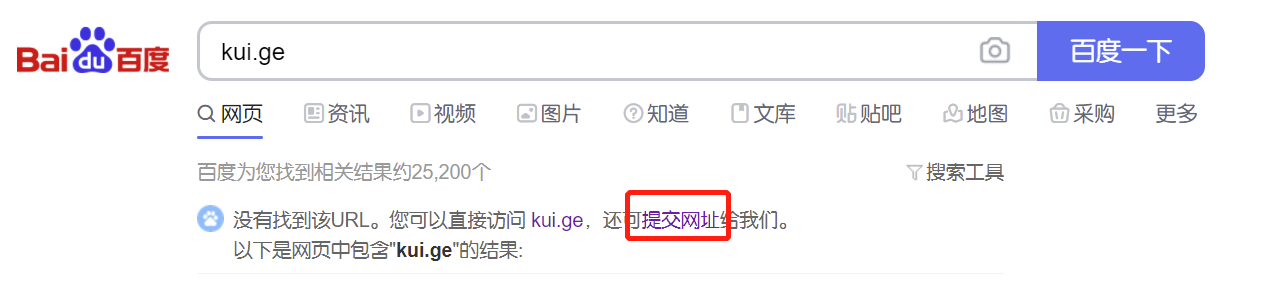 Bai du 百度 kui.ge 百度一下
网页 资讯 视频 图片 知道 文库 贴 贴吧 地图 采购 更多
百度为您找到相关结果约25,200个 搜索工具
没有找到该URL。您可以直接访问 kui.ge，还可提交网址给我们。
以下是网页中包含"kui.ge"的结果: